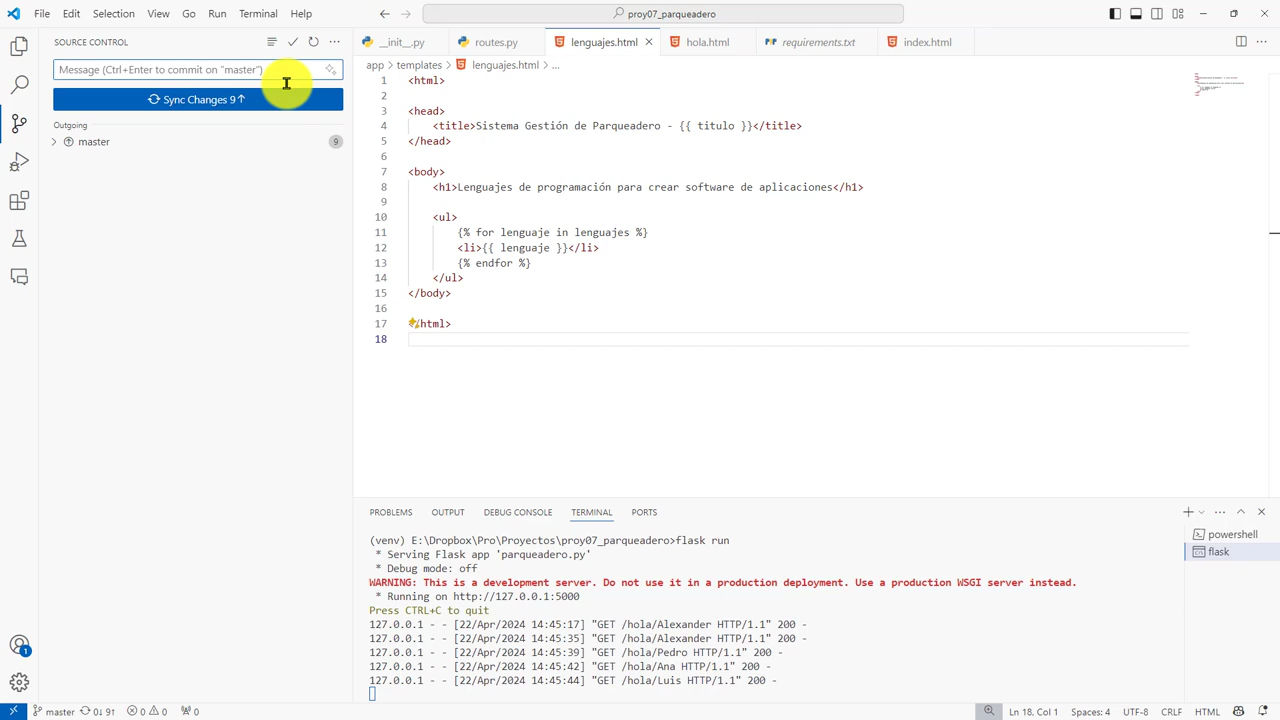 File Edit Selection View Go Run Terminal Help
proy07_parqueadero
SOURCE CONTROL
Message (Ctrl+Enter to commit on "master")
Sync Changes 9↑
Outgoing
master 9
__init__.py routes.py lenguajes.html hola.html requirements.txt index.html
app > templates > lenguajes.html > ...
1 <html>
2
3 <head>
4 <title>Sistema Gestión de Parqueadero - {{ titulo }}</title>
5 </head>
6
7 <body>
8 <h1>Lenguajes de programación para crear software de aplicaciones</h1>
9
10 <ul>
11 {% for lenguaje in lenguajes %}
12 <li>{{ lenguaje }}</li>
13 {% endfor %}
14 </ul>
15 </body>
16
17 /html>
18
PROBLEMS OUTPUT DEBUG CONSOLE TERMINAL PORTS
(venv) E:\Dropbox\Pro\Proyectos\proy07_parqueadero>flask run
* Serving Flask app 'parqueadero.py'
* Debug mode: off
WARNING: This is a development server. Do not use it in a production deployment. Use a production WSGI server instead.
* Running on http://127.0.0.1:5000
Press CTRL+C to quit
127.0.0.1 - - [22/Apr/2024 14:45:17] "GET /hola/Alexander HTTP/1.1" 200 -
127.0.0.1 - - [22/Apr/2024 14:45:35] "GET /hola/Alexander HTTP/1.1" 200 -
127.0.0.1 - - [22/Apr/2024 14:45:39] "GET /hola/Pedro HTTP/1.1" 200 -
127.0.0.1 - - [22/Apr/2024 14:45:42] "GET /hola/Ana HTTP/1.1" 200 -
127.0.0.1 - - [22/Apr/2024 14:45:44] "GET /hola/Luis HTTP/1.1" 200 -
powershell
flask
1
master 0↓ 9↑ 0 0 0
Ln 18, Col 1 Spaces: 4 UTF-8 CRLF HTML